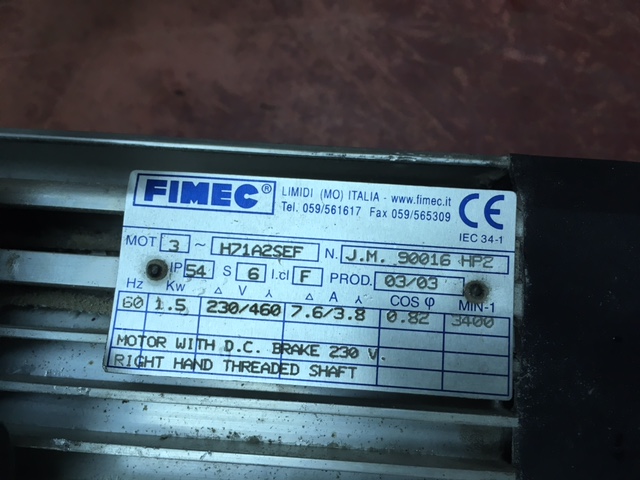 FIMEC® LIMIDI (MO) ITALIA - www.fimec.it
Tel. 059/561617 Fax 059/565309
CE
IEC 34-1
MOT 3 ~ H71A2SEF N. J.M. 90016 HP2
IP 54 S 6 I.cl F PROD. 03/03
Hz Kw △ V Y △ A Y COS φ MIN-1
60 1.5 230/460 7.6/3.8 0.82 3400
MOTOR WITH D.C. BRAKE 230 V.
RIGHT HAND THREADED SHAFT